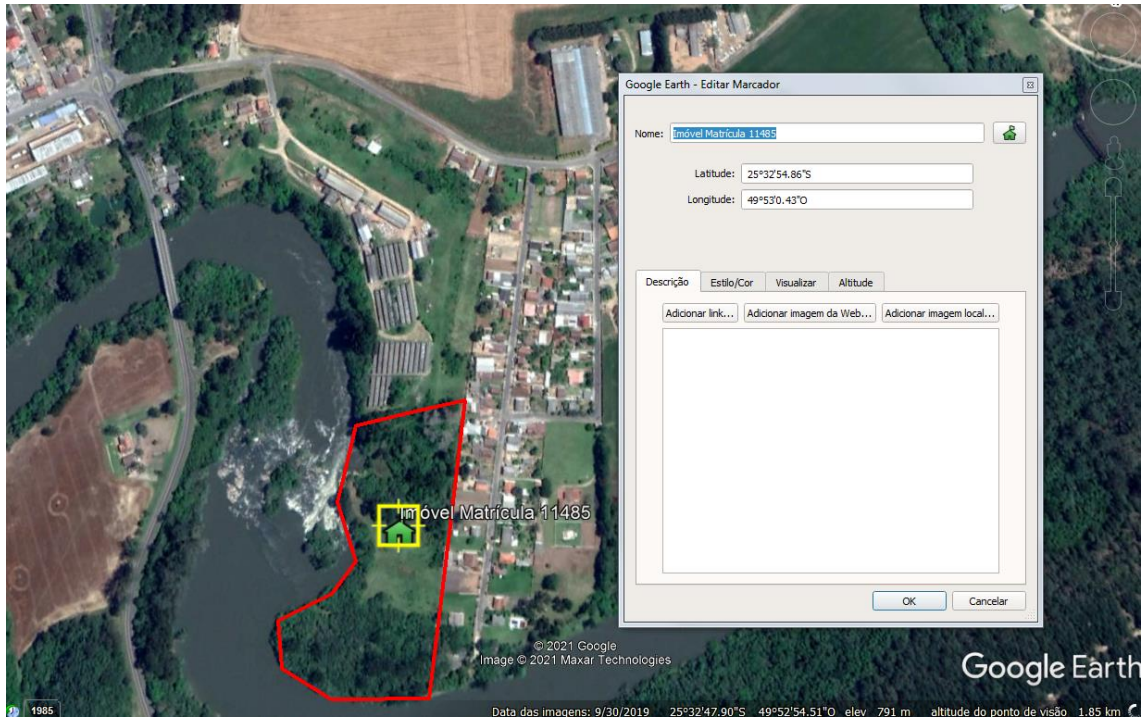 Google Earth - Editar Marcador
Nome: Imóvel Matrícula 11485
Latitude: 25°32'54.86"S
Longitude: 49°53'0.43"O
Descrição Estilo/Cor Visualizar Altitude
Adicionar link... Adicionar imagem da Web... Adicionar imagem local...
Imóvel Matrícula 11485
OK Cancelar
© 2021 Google
Image © 2021 Maxar Technologies
Google Earth
1985
Data das imagens: 9/30/2019 25°32'47.90"S 49°52'54.51"O elev 791 m altitude do ponto de visão 1.85 km